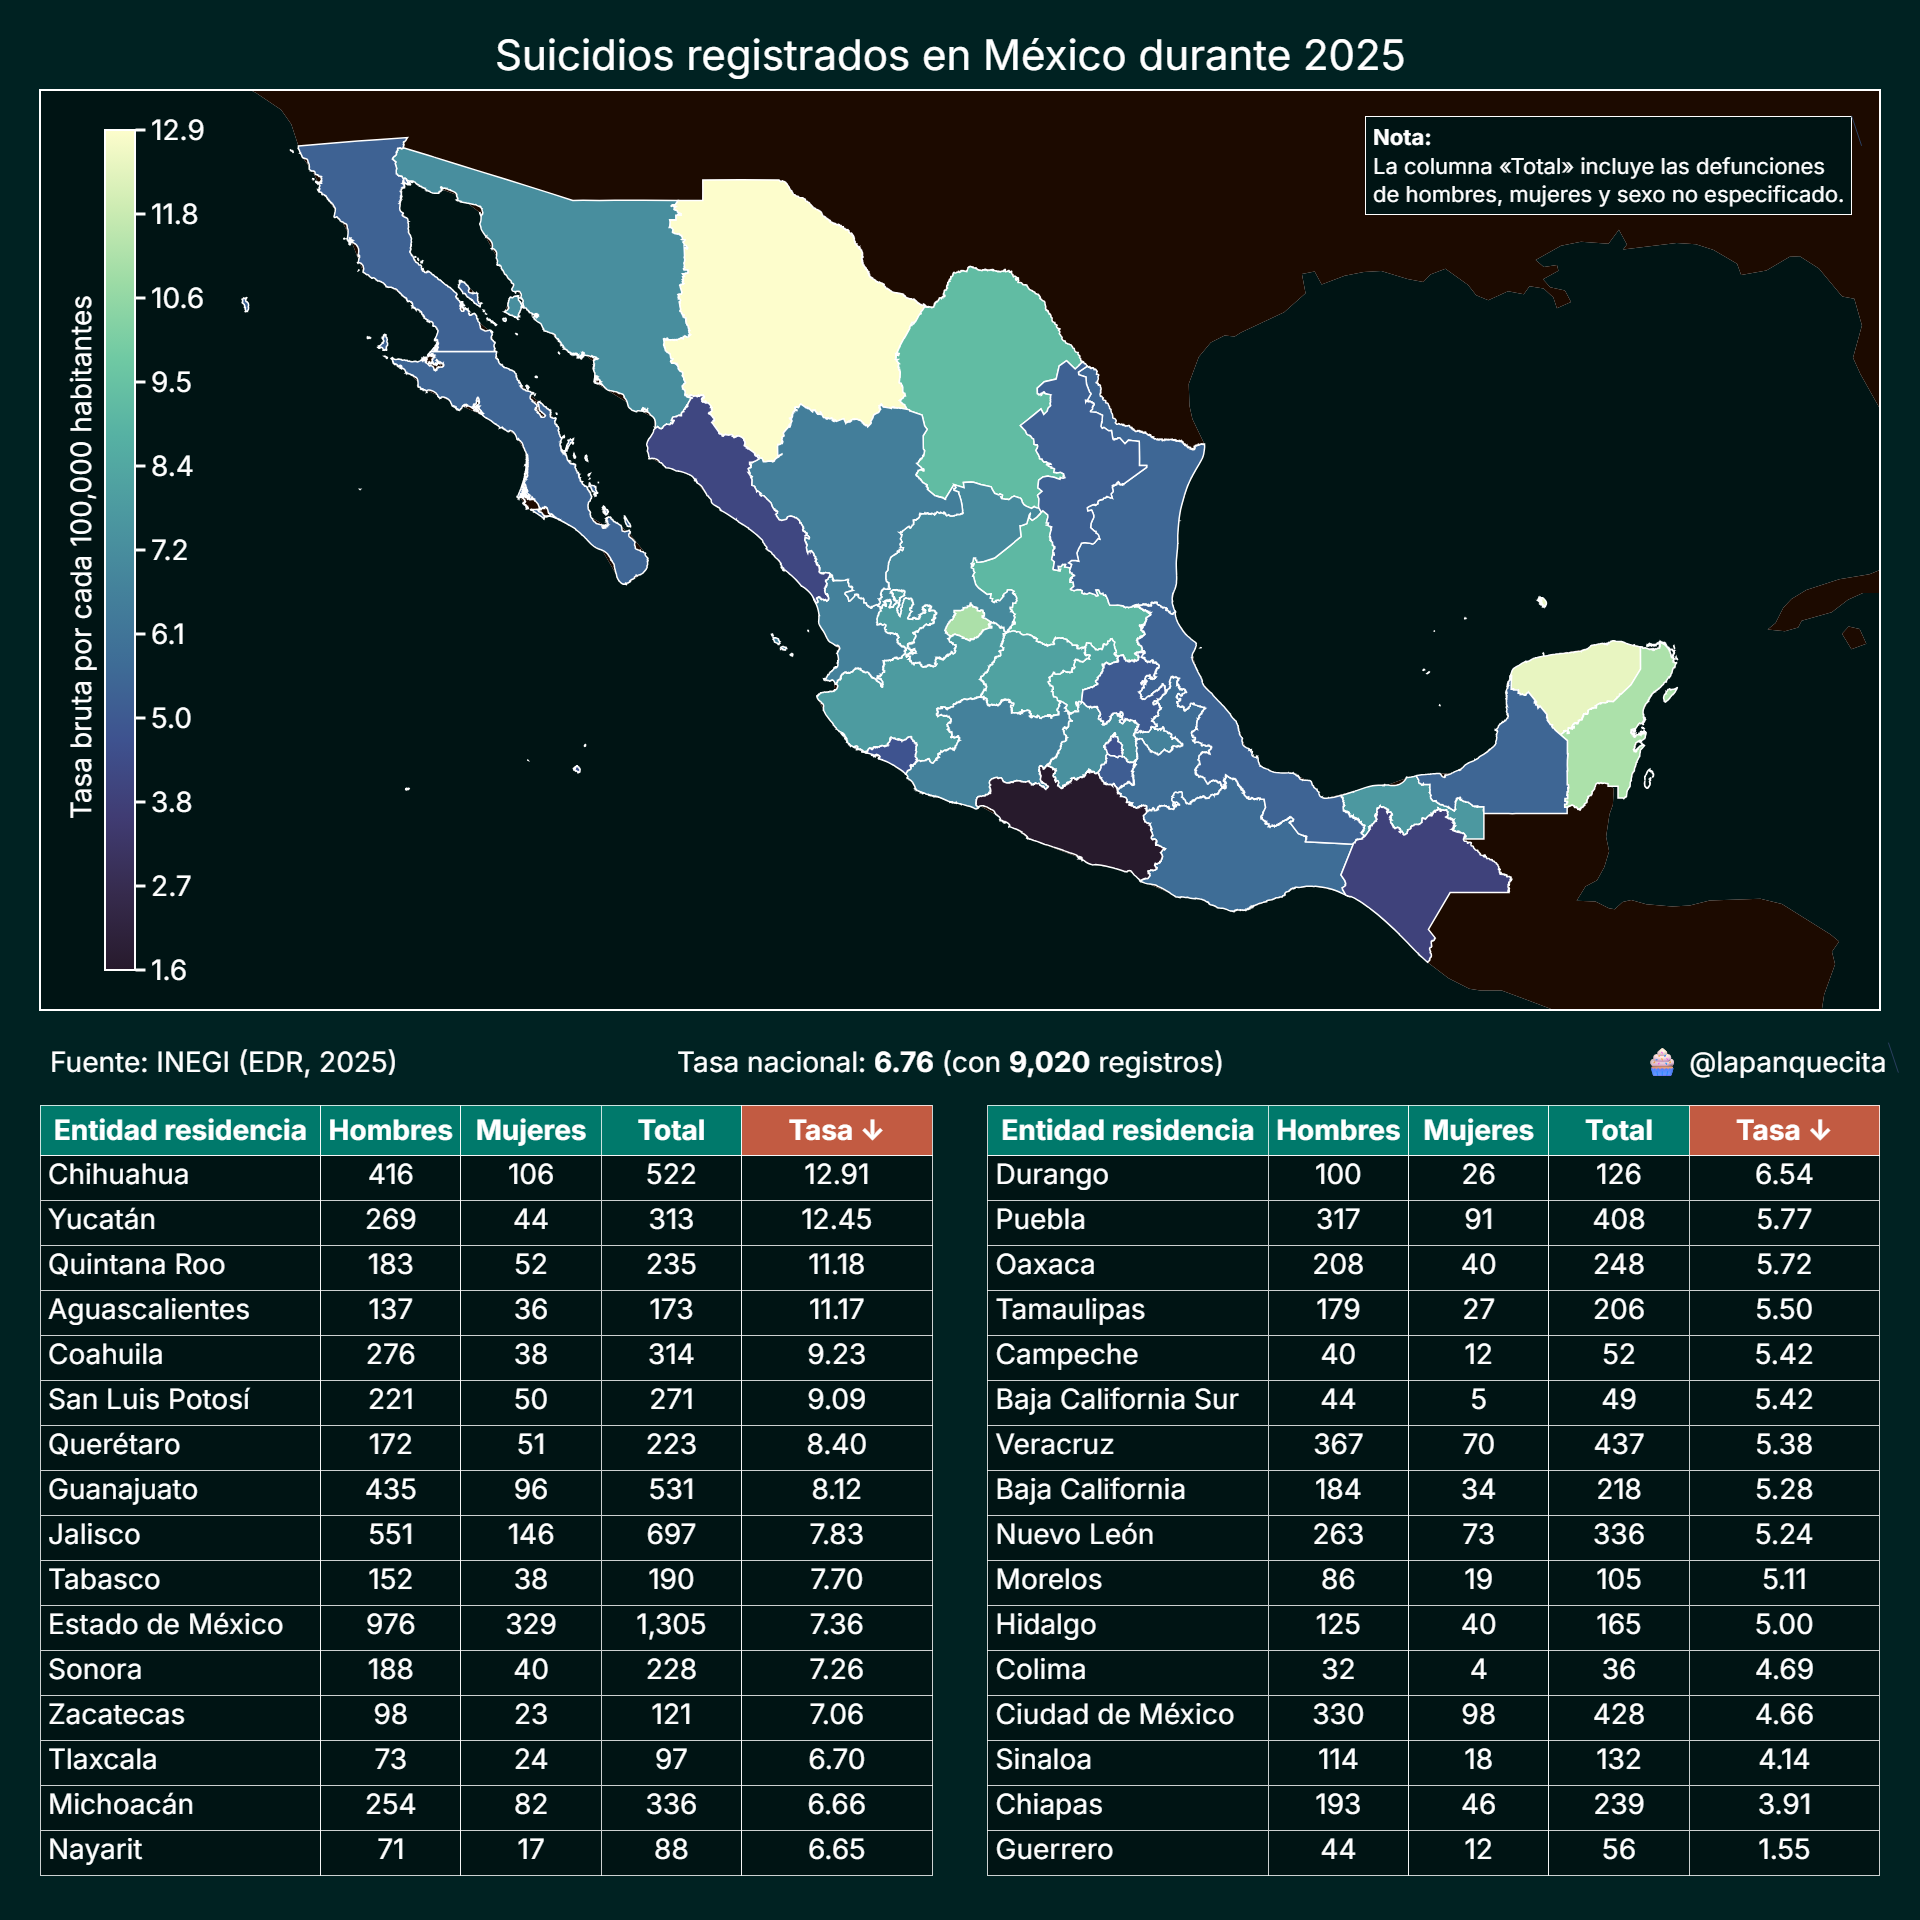 Suicidios registrados en México durante 2025
Nota:
La columna «Total» incluye las defunciones
de hombres, mujeres y sexo no especificado.
Tasa bruta por cada 100,000 habitantes
12.9
11.8
10.6
9.5
8.4
7.2
6.1
5.0
3.8
2.7
1.6
Fuente: INEGI (EDR, 2025)
Tasa nacional: 6.76 (con 9,020 registros)
@lapanquecita
Entidad residencia Hombres Mujeres Total Tasa ↓
Chihuahua 416 106 522 12.91
Yucatán 269 44 313 12.45
Quintana Roo 183 52 235 11.18
Aguascalientes 137 36 173 11.17
Coahuila 276 38 314 9.23
San Luis Potosí 221 50 271 9.09
Querétaro 172 51 223 8.40
Guanajuato 435 96 531 8.12
Jalisco 551 146 697 7.83
Tabasco 152 38 190 7.70
Estado de México 976 329 1,305 7.36
Sonora 188 40 228 7.26
Zacatecas 98 23 121 7.06
Tlaxcala 73 24 97 6.70
Michoacán 254 82 336 6.66
Nayarit 71 17 88 6.65
Entidad residencia Hombres Mujeres Total Tasa ↓
Durango 100 26 126 6.54
Puebla 317 91 408 5.77
Oaxaca 208 40 248 5.72
Tamaulipas 179 27 206 5.50
Campeche 40 12 52 5.42
Baja California Sur 44 5 49 5.42
Veracruz 367 70 437 5.38
Baja California 184 34 218 5.28
Nuevo León 263 73 336 5.24
Morelos 86 19 105 5.11
Hidalgo 125 40 165 5.00
Colima 32 4 36 4.69
Ciudad de México 330 98 428 4.66
Sinaloa 114 18 132 4.14
Chiapas 193 46 239 3.91
Guerrero 44 12 56 1.55